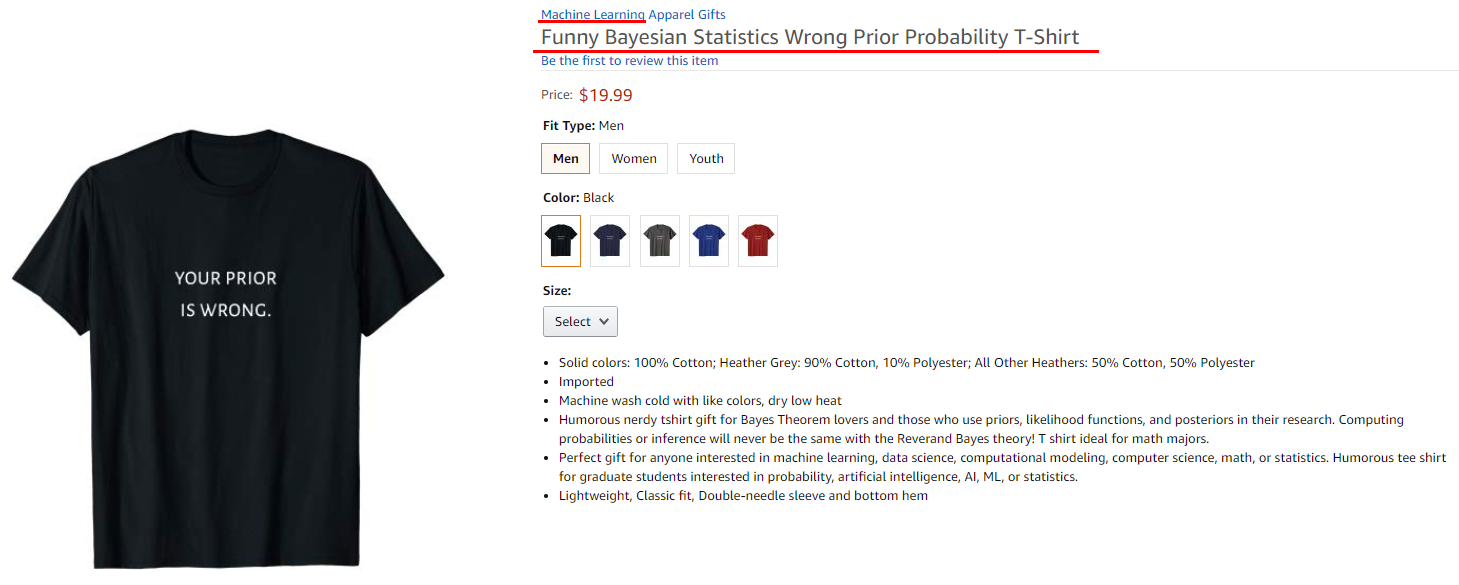 Machine Learning Apparel Gifts
Funny Bayesian Statistics Wrong Prior Probability T-Shirt
Be the first to review this item
Price: $19.99
Fit Type: Men
Men Women Youth
Color: Black
YOUR PRIOR
IS WRONG.
Size:
Select
Solid colors: 100% Cotton; Heather Grey: 90% Cotton, 10% Polyester; All Other Heathers: 50% Cotton, 50% Polyester
Imported
Machine wash cold with like colors, dry low heat
Humorous nerdy tshirt gift for Bayes Theorem lovers and those who use priors, likelihood functions, and posteriors in their research. Computing
probabilities or inference will never be the same with the Reverand Bayes theory! T shirt ideal for math majors.
Perfect gift for anyone interested in machine learning, data science, computational modeling, computer science, math, or statistics. Humorous tee shirt
for graduate students interested in probability, artificial intelligence, AI, ML, or statistics.
Lightweight, Classic fit, Double-needle sleeve and bottom hem